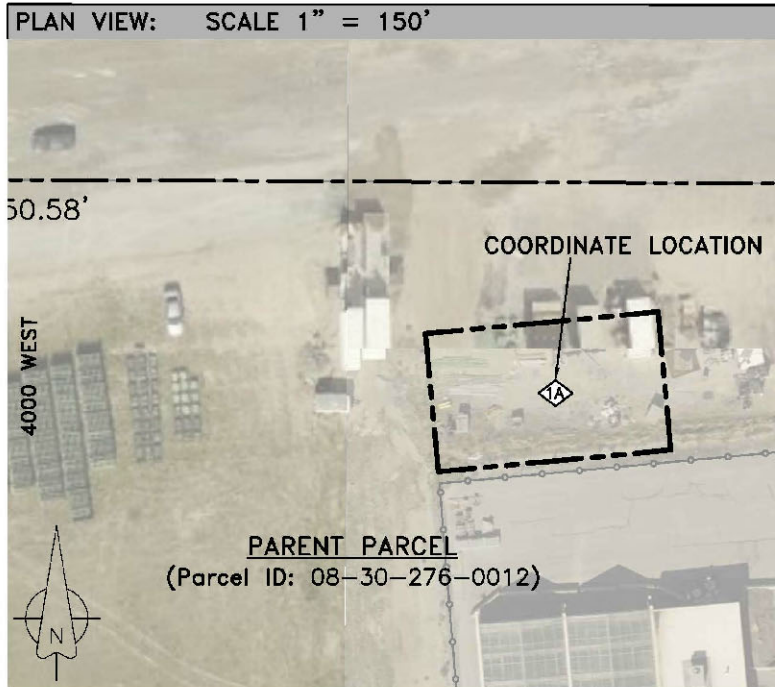 PLAN VIEW: SCALE 1” = 150’
50.58’
COORDINATE LOCATION
4000 WEST
1A
PARENT PARCEL
(Parcel ID: 08-30-276-0012)
N